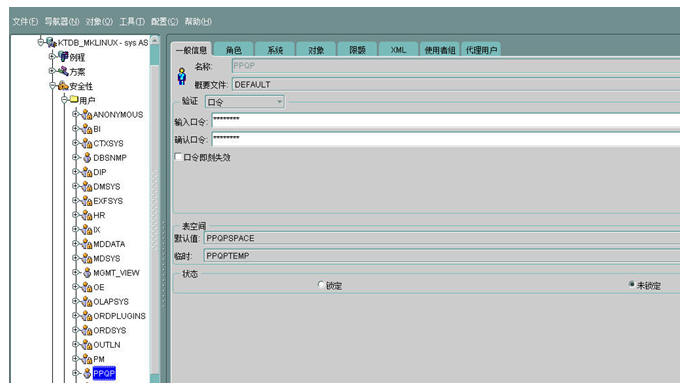 文件(F) 导航器(N) 对象(O) 工具(T) 配置(C) 帮助(H)
KTDB_MKLINUX - sys AS
例程
方案
安全性
用户
ANONYMOUS
BI
CTXSYS
DBSNMP
DIP
DMSYS
EXFSYS
HR
IX
MDDATA
MDSYS
MGMT_VIEW
OE
OLAPSYS
ORDPLUGINS
ORDSYS
OUTLN
PM
PPQP
一般信息 角色 系统 对象 限额 XML 使用者组 代理用户
名称: PPQP
概要文件: DEFAULT
验证 口令
输入口令: ********
确认口令: ********
口令即刻失效
表空间
默认值: PPQPSPACE
临时: PPQPTEMP
状态
锁定 未锁定